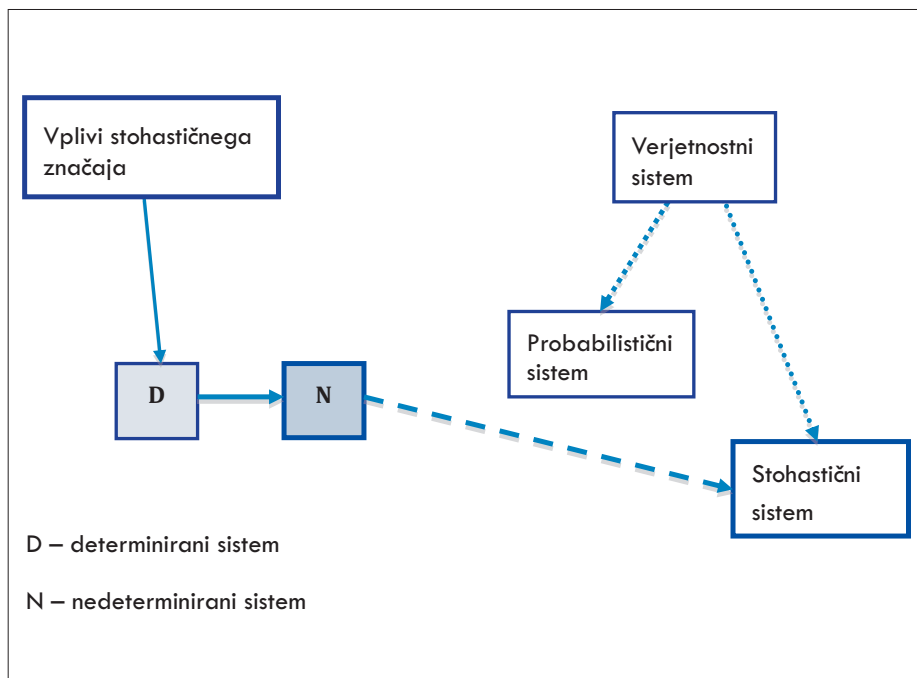 Vplivi stohastičnega
značaja
Verjetnostni
sistem
Probabilistični
sistem
D
N
Stohastični
sistem
D – determinirani sistem
N – nedeterminirani sistem